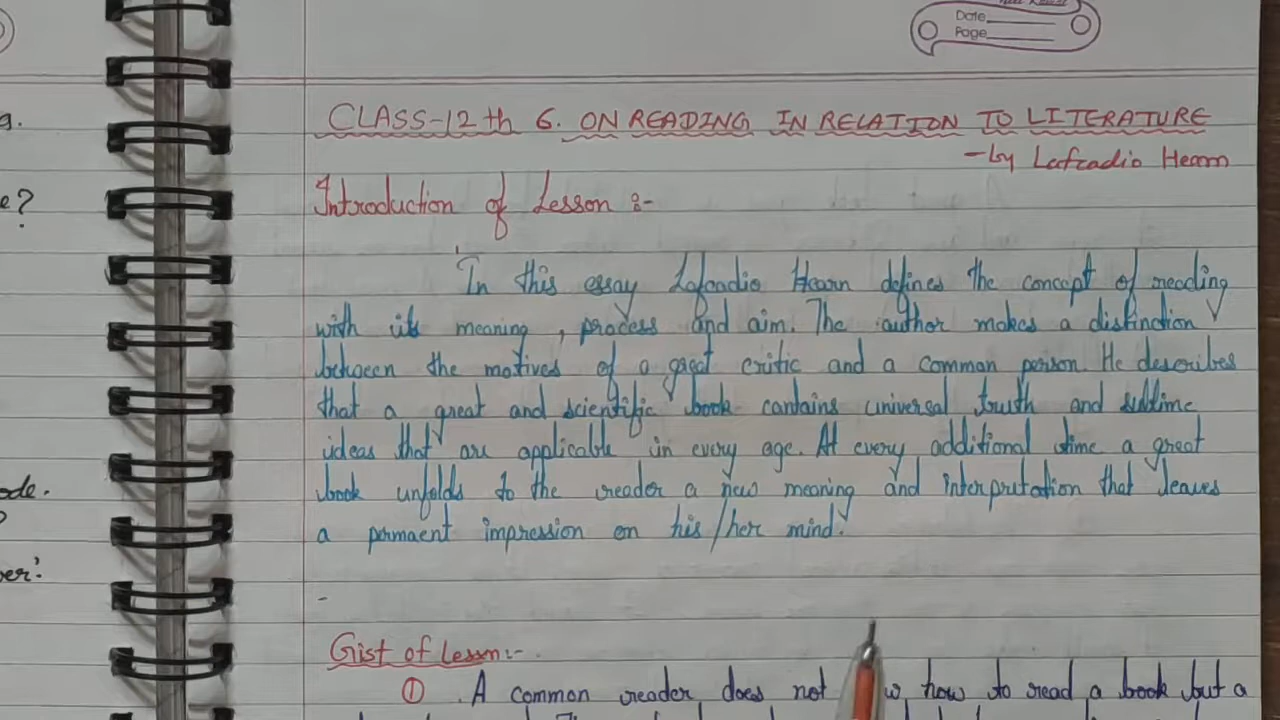 Date
Page
g.
CLASS-12th 6. ON READING IN RELATION TO LITERATURE
-by Lafcadio Hearn
e?
Introduction of Lesson :-
In this essay Lafcadio Hearn defines the concept of reading
with its meaning, process and aim. The author makes a distinction
between the motives of a great critic and a common person. He describes
that a great and scientific book contains universal truth and sublime
ideas that are applicable in every age. At every additional time a great
book unfolds to the reader a new meaning and interprtation that leaves
ode.
a permaent impression on his/her mind.
er'.
Gist of Lesson:-
① A common reader does not how to read a book but a